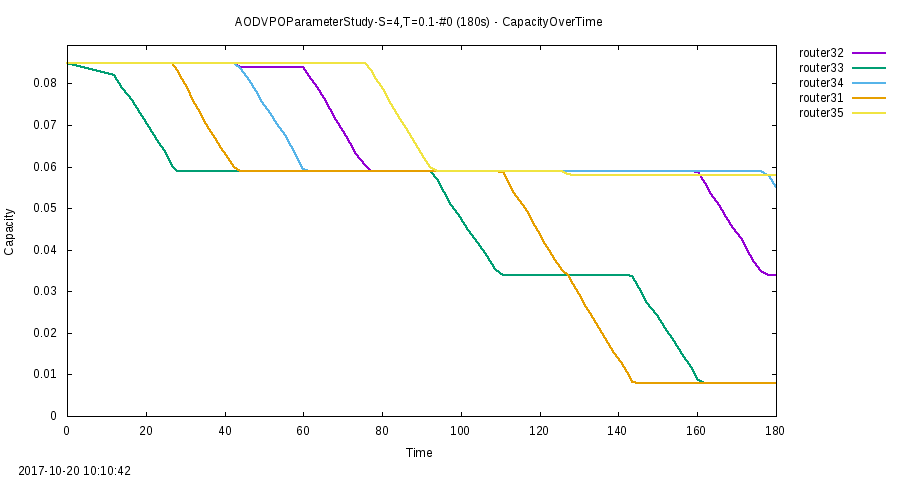 AODVPOParameterStudy-S=4,T=0.1-#0 (180s) - CapacityOverTime
router32
router33
router34
router31
router35
0.08
0.07
0.06
0.05
0.04
0.03
0.02
0.01
0
Capacity
0 20 40 60 80 100 120 140 160 180
Time
2017-10-20 10:10:42